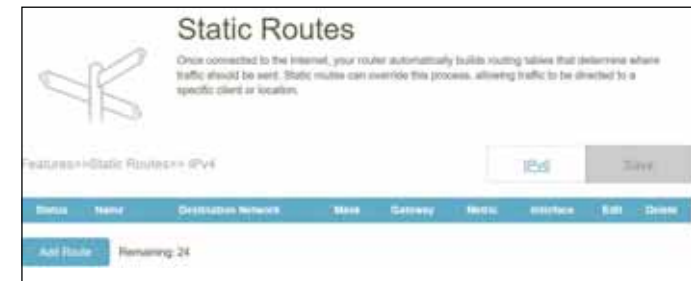 Static Routes
Once connected to the Internet, your router automatically builds routing tables that determine where
traffic should be sent. Static routes can override this process, allowing traffic to be directed to a
specific client or location.
Features>>Static Routes>> IPv4
IPv6 Save
Status Name Destination Network Mask Gateway Metric Interface Edit Delete
Add Route Remaining: 24